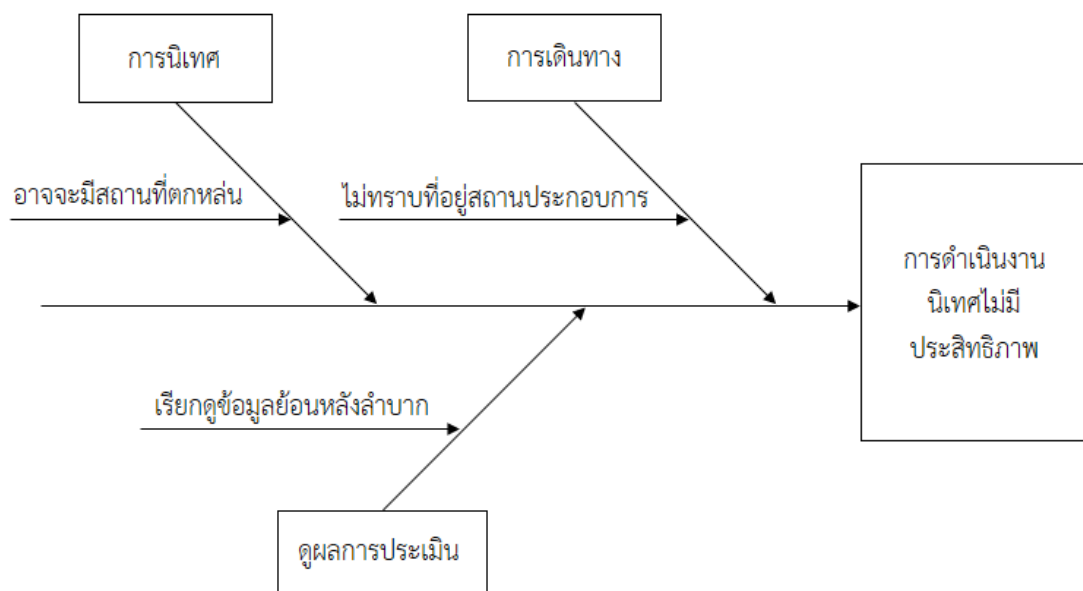 การนิเทศ
การเดินทาง
อาจจะมีสถานที่ตกหล่น
ไม่ทราบที่อยู่สถานประกอบการ
การดำเนินงาน
นิเทศไม่มี
ประสิทธิภาพ
เรียกดูข้อมูลย้อนหลังลำบาก
ดูผลการประเมิน